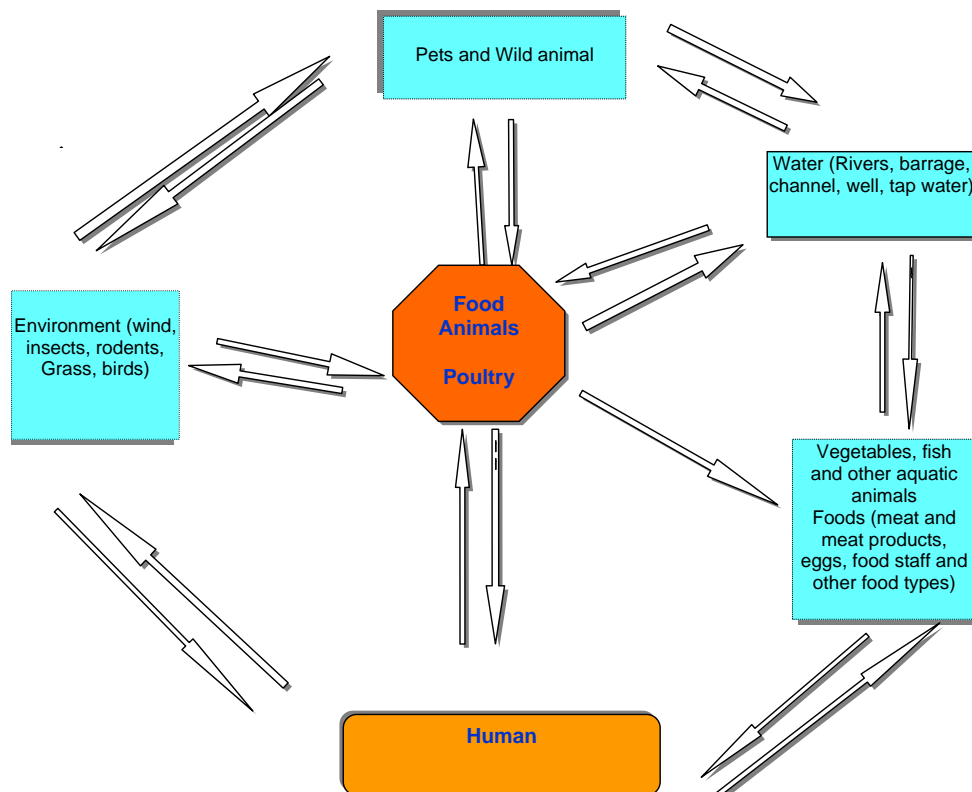 Pets and Wild animal
Water (Rivers, barrage,
channel, well, tap water)
Food
Animals
Poultry
Environment (wind,
insects, rodents,
Grass, birds)
Vegetables, fish
and other aquatic
animals
Foods (meat and
meat products,
eggs, food staff and
other food types)
Human